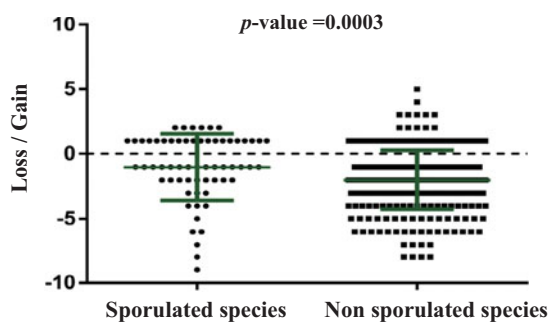 p-value =0.0003
Loss / Gain
10
5
0
-5
-10
Sporulated species
Non sporulated species